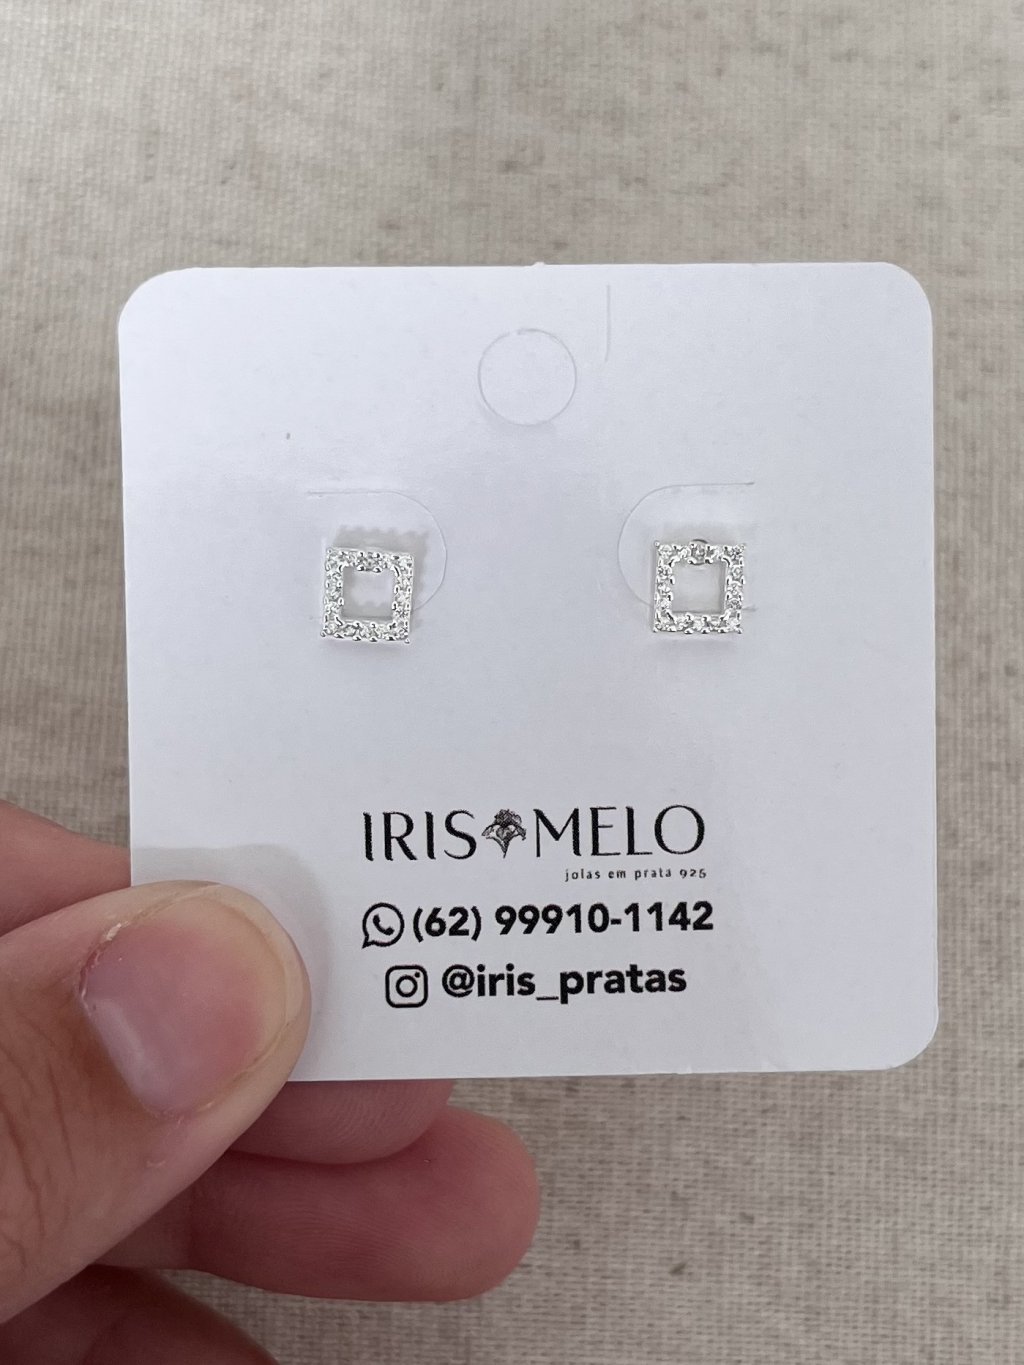 IRIS MELO
joias em prata 925
(62) 99910-1142
@iris_pratas